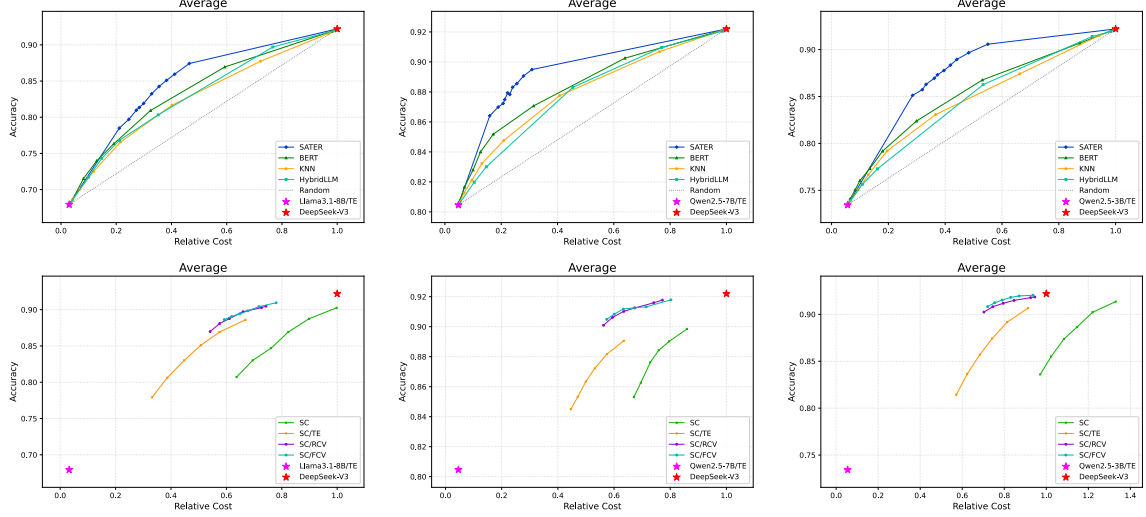 Average
0.90
0.85
0.80
0.75
0.70
Accuracy
SATER
BERT
KNN
HybridLLM
Random
Llama3.1-8B/TE
DeepSeek-V3
0.0 0.2 0.4 0.6 0.8 1.0
Relative Cost
Average
0.92
0.90
0.88
0.86
0.84
0.82
0.80
Accuracy
SATER
BERT
KNN
HybridLLM
Random
Qwen2.5-7B/TE
DeepSeek-V3
0.0 0.2 0.4 0.6 0.8 1.0
Relative Cost
Average
0.90
0.85
0.80
0.75
Accuracy
SATER
BERT
KNN
HybridLLM
Random
Qwen2.5-3B/TE
DeepSeek-V3
0.0 0.2 0.4 0.6 0.8 1.0
Relative Cost
Average
0.90
0.85
0.80
0.75
0.70
Accuracy
SC
SC/TE
SC/RCV
SC/FCV
Llama3.1-8B/TE
DeepSeek-V3
0.0 0.2 0.4 0.6 0.8 1.0
Relative Cost
Average
0.92
0.90
0.88
0.86
0.84
0.82
0.80
Accuracy
SC
SC/TE
SC/RCV
SC/FCV
Qwen2.5-7B/TE
DeepSeek-V3
0.0 0.2 0.4 0.6 0.8 1.0
Relative Cost
Average
0.90
0.85
0.80
0.75
Accuracy
SC
SC/TE
SC/RCV
SC/FCV
Qwen2.5-3B/TE
DeepSeek-V3
0.0 0.2 0.4 0.6 0.8 1.0 1.2 1.4
Relative Cost